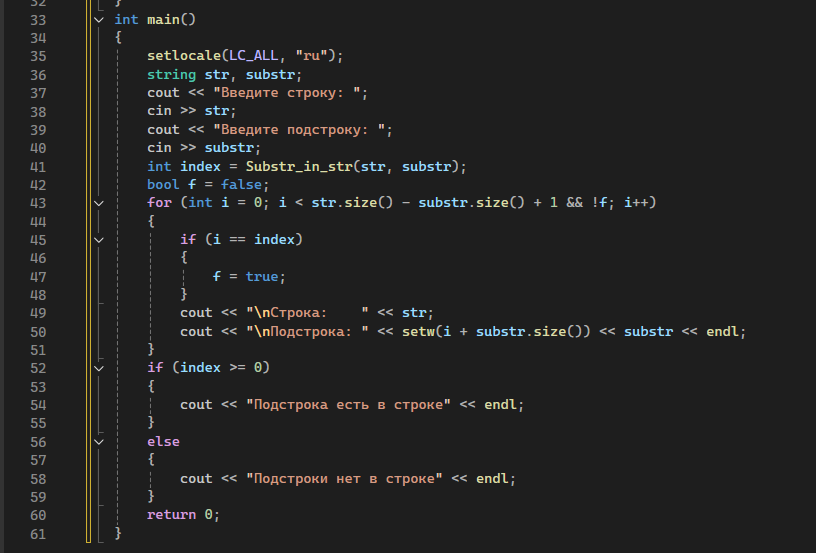 32 }
33 int main()
34 {
35 setlocale(LC_ALL, "ru");
36 string str, substr;
37 cout << "Введите строку: ";
38 cin >> str;
39 cout << "Введите подстроку: ";
40 cin >> substr;
41 int index = Substr_in_str(str, substr);
42 bool f = false;
43 for (int i = 0; i < str.size() - substr.size() + 1 && !f; i++)
44 {
45 if (i == index)
46 {
47 f = true;
48 }
49 cout << "\nСтрока:    " << str;
50 cout << "\nПодстрока: " << setw(i + substr.size()) << substr << endl;
51 }
52 if (index >= 0)
53 {
54 cout << "Подстрока есть в строке" << endl;
55 }
56 else
57 {
58 cout << "Подстроки нет в строке" << endl;
59 }
60 return 0;
61 }